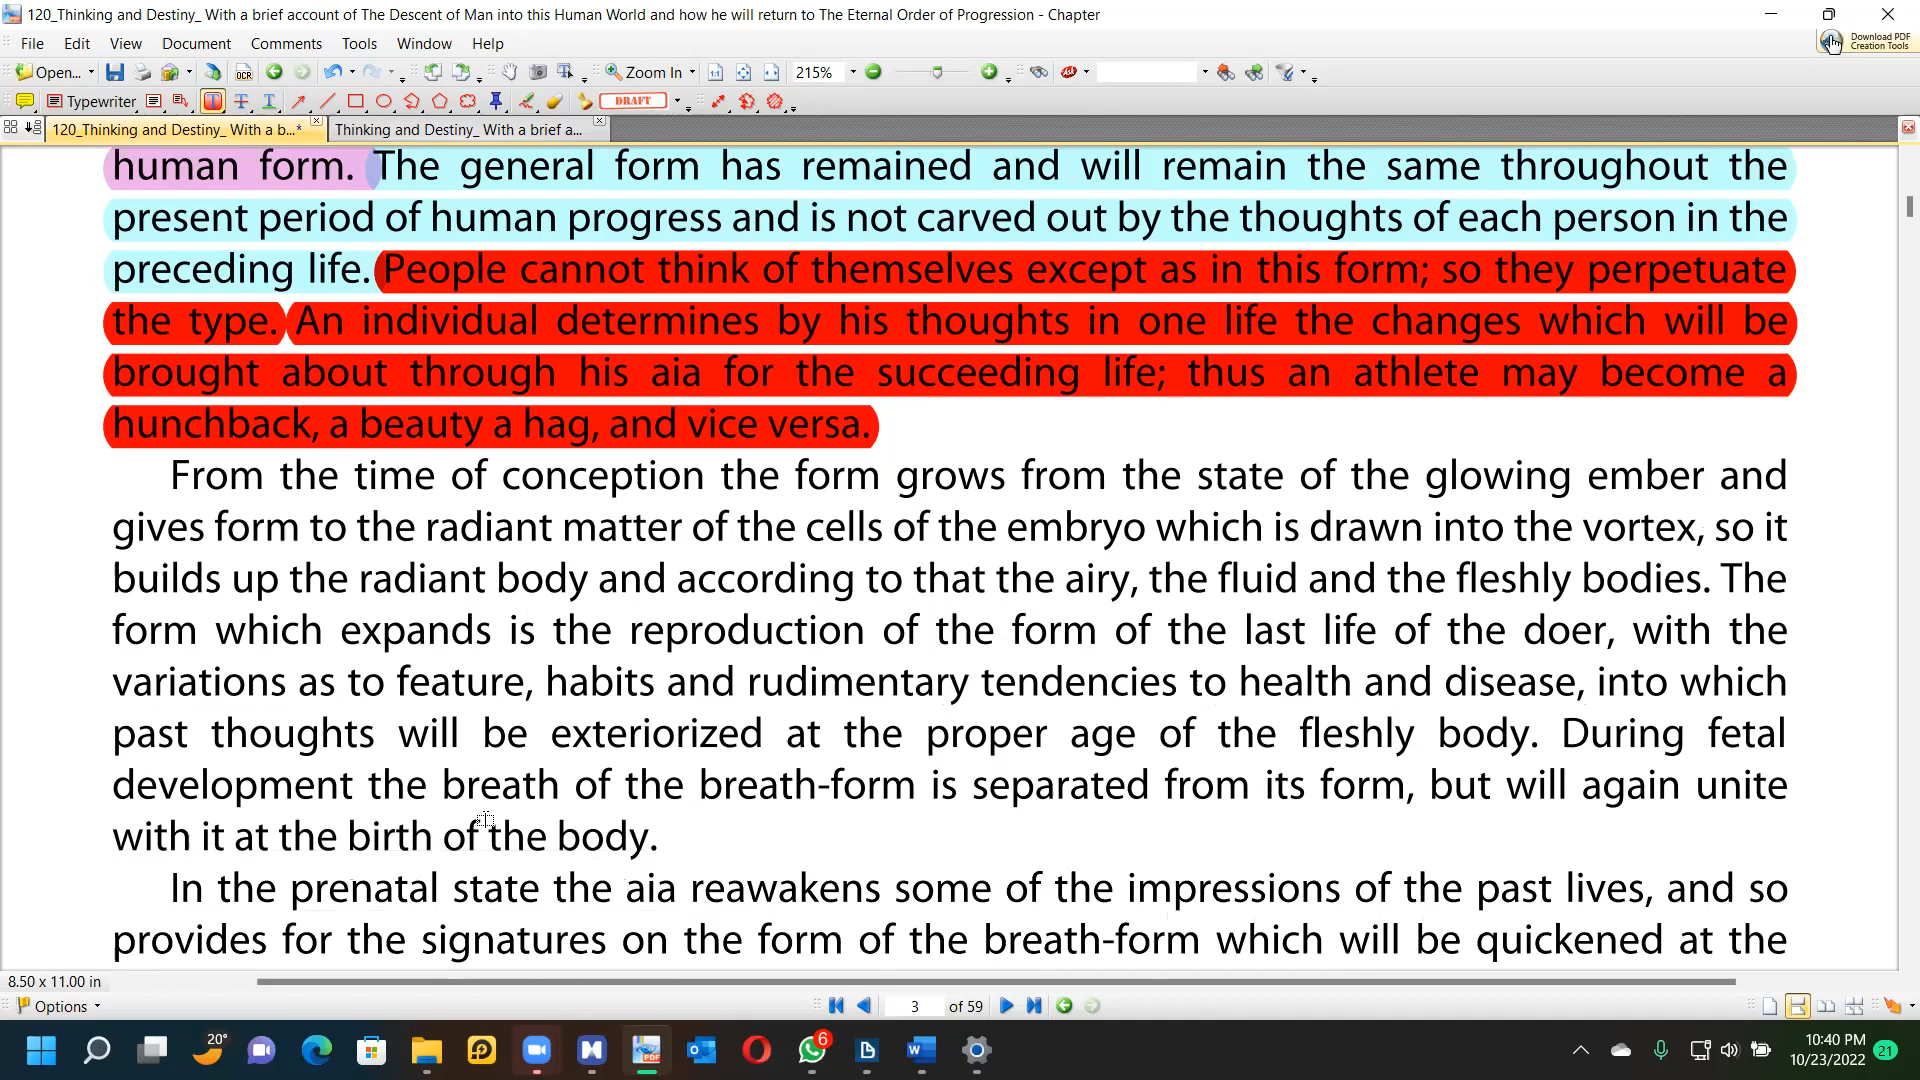 120_Thinking and Destiny_ With a brief account of The Descent of Man into this Human World and how he will return to The Eternal Order of Progression - Chapter
File Edit View Document Comments Tools Window Help
Download PDF
Creation Tools
Open... OCR Zoom In 215%
Typewriter DRAFT
120_Thinking and Destiny_ With a b...* Thinking and Destiny_ With a brief a...
human form. The general form has remained and will remain the same throughout the
present period of human progress and is not carved out by the thoughts of each person in the
preceding life. People cannot think of themselves except as in this form; so they perpetuate
the type. An individual determines by his thoughts in one life the changes which will be
brought about through his aia for the succeeding life; thus an athlete may become a
hunchback, a beauty a hag, and vice versa.
From the time of conception the form grows from the state of the glowing ember and
gives form to the radiant matter of the cells of the embryo which is drawn into the vortex, so it
builds up the radiant body and according to that the airy, the fluid and the fleshly bodies. The
form which expands is the reproduction of the form of the last life of the doer, with the
variations as to feature, habits and rudimentary tendencies to health and disease, into which
past thoughts will be exteriorized at the proper age of the fleshly body. During fetal
development the breath of the breath-form is separated from its form, but will again unite
with it at the birth of the body.
In the prenatal state the aia reawakens some of the impressions of the past lives, and so
provides for the signatures on the form of the breath-form which will be quickened at the
8.50 x 11.00 in
Options 3 of 59
20°
6
10:40 PM
10/23/2022
21